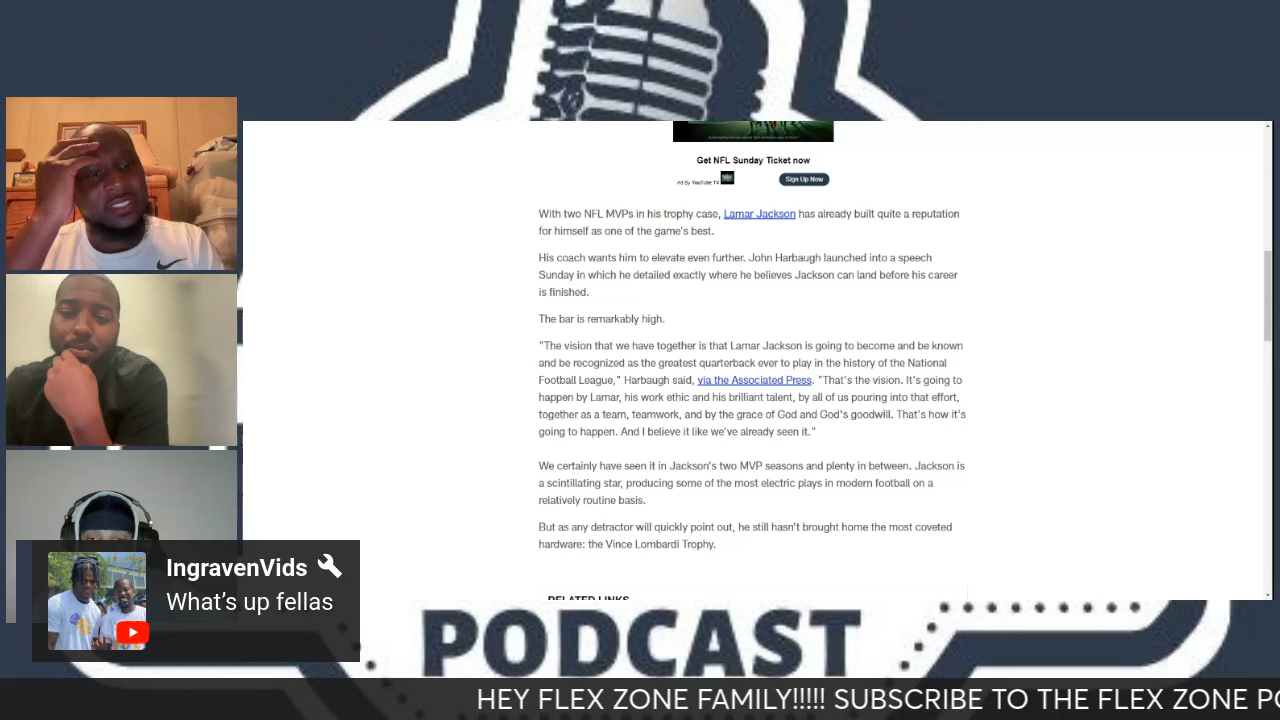 Get NFL Sunday Ticket now
Ad By YouTube TV
Sign Up Now
With two NFL MVPs in his trophy case, Lamar Jackson has already built quite a reputation
for himself as one of the game's best.
His coach wants him to elevate even further. John Harbaugh launched into a speech
Sunday in which he detailed exactly where he believes Jackson can land before his career
is finished.
The bar is remarkably high.
"The vision that we have together is that Lamar Jackson is going to become and be known
and be recognized as the greatest quarterback ever to play in the history of the National
Football League," Harbaugh said, via the Associated Press. "That's the vision. It's going to
happen by Lamar, his work ethic and his brilliant talent, by all of us pouring into that effort,
together as a team, teamwork, and by the grace of God and God's goodwill. That's how it's
going to happen. And I believe it like we've already seen it."
We certainly have seen it in Jackson's two MVP seasons and plenty in between. Jackson is
a scintillating star, producing some of the most electric plays in modern football on a
relatively routine basis.
But as any detractor will quickly point out, he still hasn't brought home the most coveted
hardware: the Vince Lombardi Trophy.
RELATED LINKS
IngravenVids
What's up fellas
PODCAST
HEY FLEX ZONE FAMILY!!!!! SUBSCRIBE TO THE FLEX ZONE PO